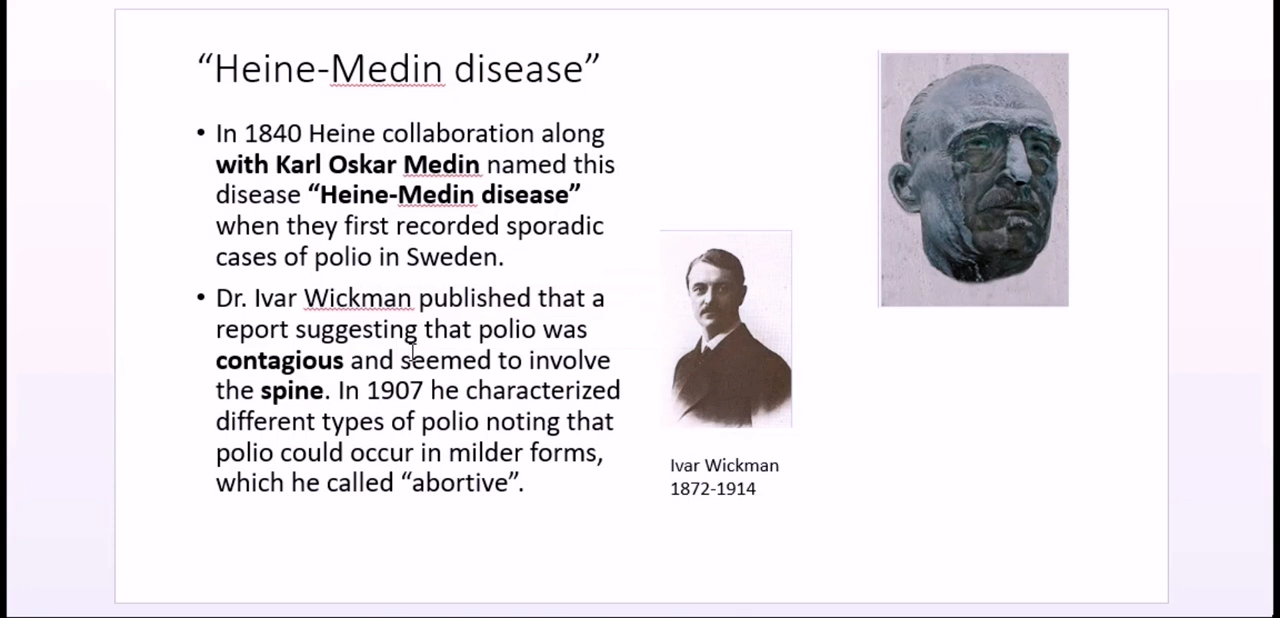 “Heine-Medin disease”
• In 1840 Heine collaboration along
with Karl Oskar Medin named this
disease “Heine-Medin disease”
when they first recorded sporadic
cases of polio in Sweden.
• Dr. Ivar Wickman published that a
report suggesting that polio was
contagious and seemed to involve
the spine. In 1907 he characterized
different types of polio noting that
polio could occur in milder forms,
which he called “abortive”.
Ivar Wickman
1872-1914